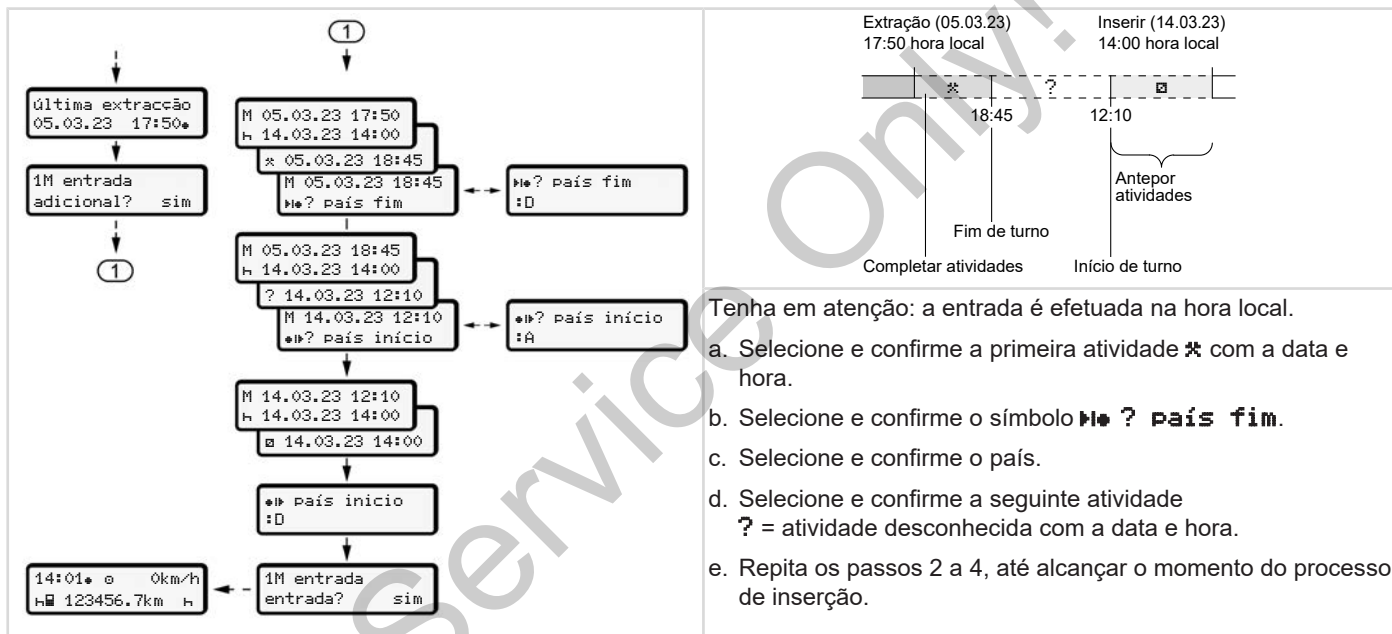 última extracção
05.03.23 17:50
1M entrada
adicional? sim
1
1
M 05.03.23 17:50
14.03.23 14:00
05.03.23 18:45
M 05.03.23 18:45
? país fim
? país fim
:D
M 05.03.23 18:45
14.03.23 14:00
? 14.03.23 12:10
M 14.03.23 12:10
? país início
? país início
:A
M 14.03.23 12:10
14.03.23 14:00
14.03.23 14:00
país inicio
:D
1M entrada
entrada? sim
14:01 0km/h
123456.7km
Extração (05.03.23)
17:50 hora local
Inserir (14.03.23)
14:00 hora local
?
18:45
12:10
Antepor
atividades
Fim de turno
Completar atividades
Início de turno
Tenha em atenção: a entrada é efetuada na hora local.
a. Selecione e confirme a primeira atividade com a data e
hora.
b. Selecione e confirme o símbolo ? país fim.
c. Selecione e confirme o país.
d. Selecione e confirme a seguinte atividade
? = atividade desconhecida com a data e hora.
e. Repita os passos 2 a 4, até alcançar o momento do processo
de inserção.
Service Only!